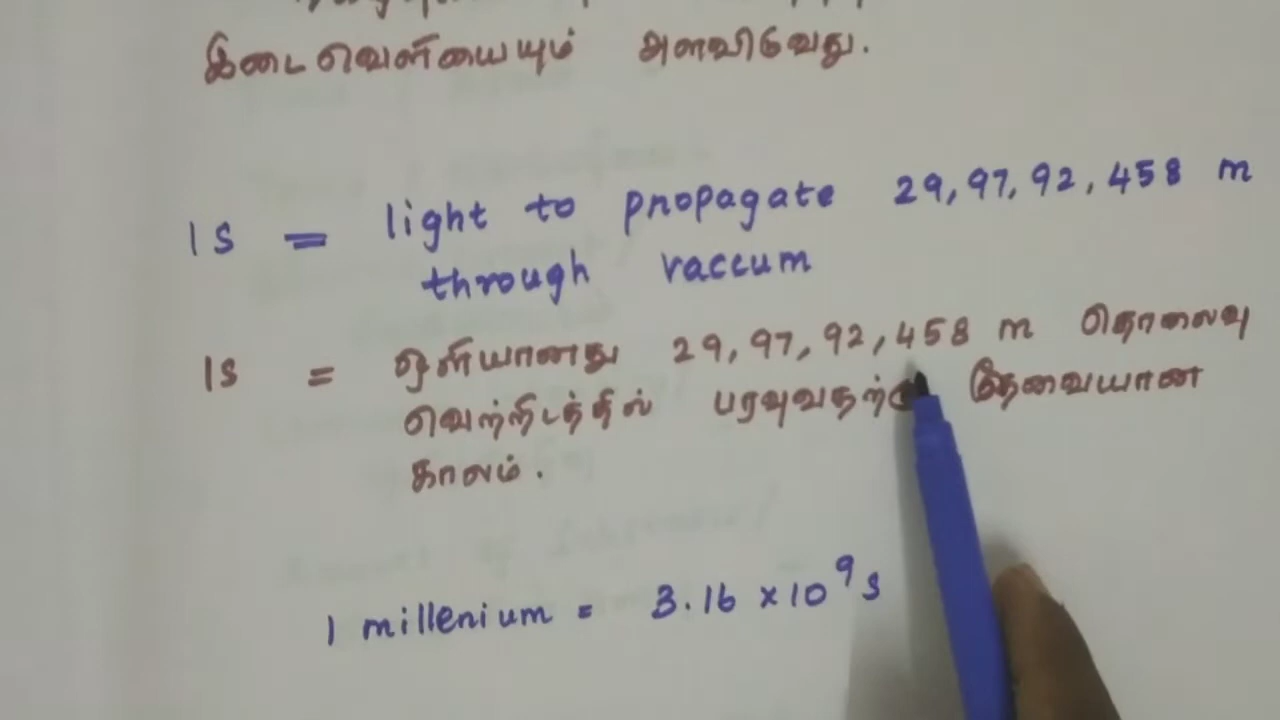 இடைவெளியையும் அளவிடுவது.
1S = light to propagate 29,97,92,458 m
through vaccum
1S = ஒளியானது 29,97,92,458 m தொலைவு
வெற்றிடத்தில் பரவுவதற்கு தேவையான
காலம்.
1 millenium = 3.16 × 10⁹ s